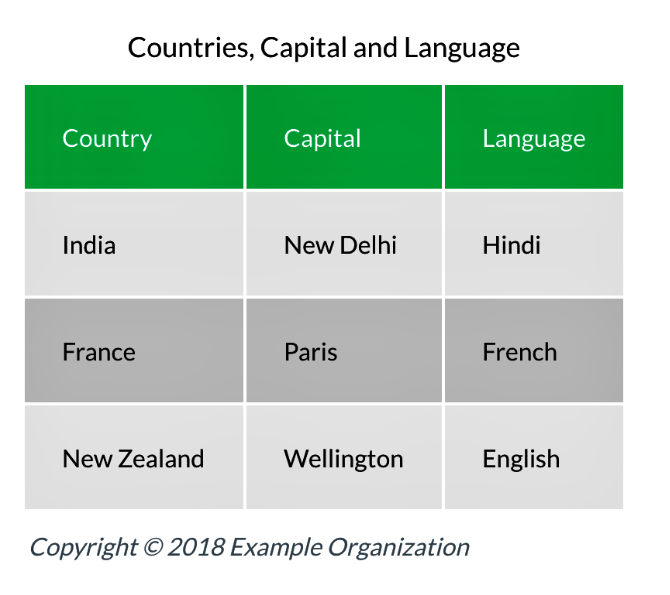 Countries, Capital and Language
Country Capital Language
India New Delhi Hindi
France Paris French
New Zealand Wellington English
Copyright © 2018 Example Organization